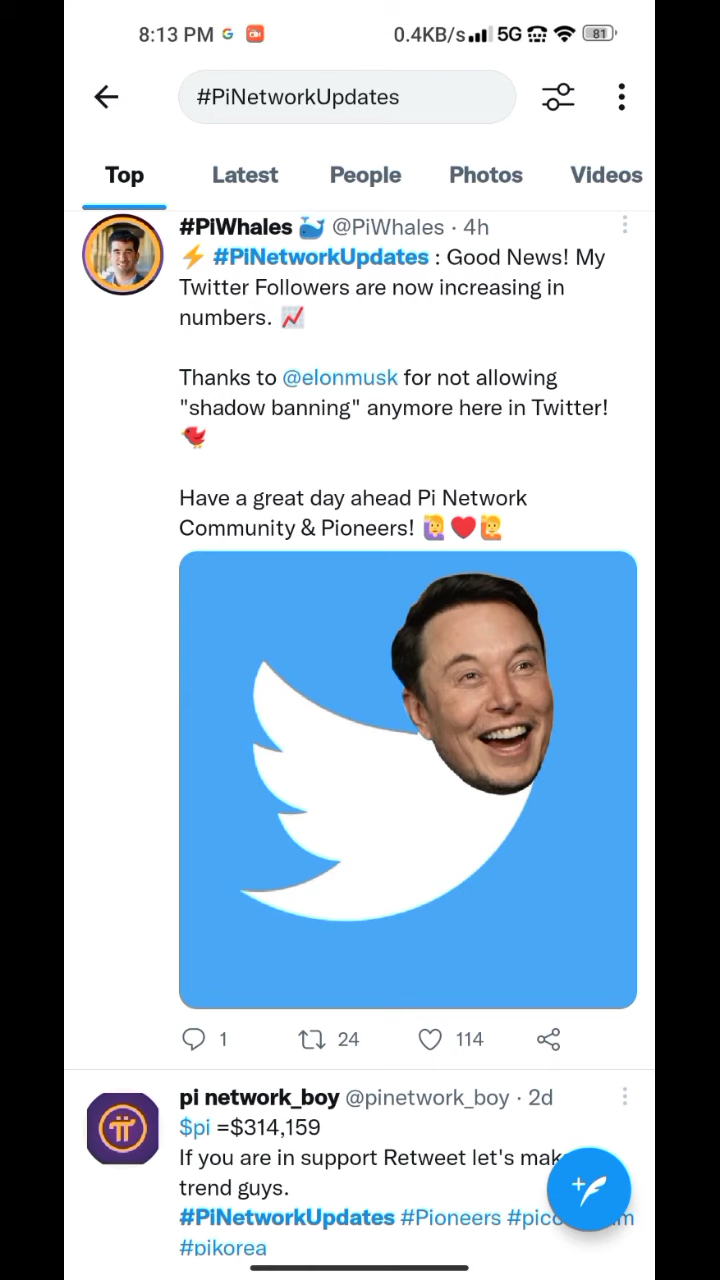 8:13 PM G 0.4KB/s 5G 81
#PiNetworkUpdates
Top Latest People Photos Videos
#PiWhales 🐳 @PiWhales · 4h
⚡ #PiNetworkUpdates : Good News! My
Twitter Followers are now increasing in
numbers. 📈
Thanks to @elonmusk for not allowing
"shadow banning" anymore here in Twitter!
🐦
Have a great day ahead Pi Network
Community & Pioneers! 🙋❤️🙋
1 24 114
pi network_boy @pinetwork_boy · 2d
$pi =$314,159
If you are in support Retweet let's
trend guys.
#PiNetworkUpdates #Pioneers
#pikorea